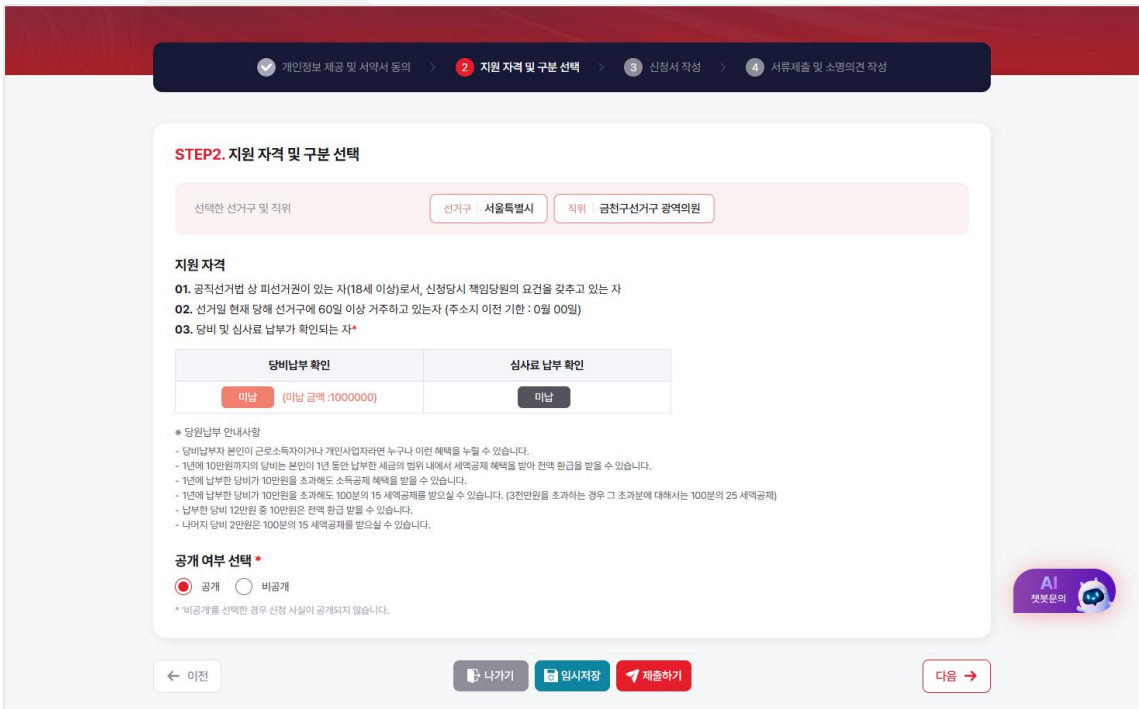 개인정보 제공 및 서약서 동의 > 2 지원 자격 및 구분 선택 > 3 신청서 작성 > 4 서류제출 및 소명의견 작성
STEP2. 지원 자격 및 구분 선택
선택한 선거구 및 직위 선거구 서울특별시 직위 금천구선거구 광역의원
지원 자격
01. 공직선거법 상 피선거권이 있는 자(18세 이상)로서, 신청당시 책임당원의 요건을 갖추고 있는 자
02. 선거일 현재 당해 선거구에 60일 이상 거주하고 있는자 (주소지 이전 기한 : 0월 00일)
03. 당비 및 심사료 납부가 확인되는 자*
당비납부 확인 심사료 납부 확인
미납 (미납 금액 :1000000) 미납
※ 당원납부 안내사항
- 당비납부자 본인이 근로소득자이거나 개인사업자라면 누구나 이런 혜택을 누릴 수 있습니다.
- 1년에 10만원까지의 당비는 본인이 1년 동안 납부한 세금의 범위 내에서 세액공제 혜택을 받아 전액 환급을 받을 수 있습니다.
- 1년에 납부한 당비가 10만원을 초과해도 소득공제 혜택을 받을 수 있습니다.
- 1년에 납부한 당비가 10만원을 초과해도 100분의 15 세액공제를 받으실 수 있습니다. (3천만원을 초과하는 경우 그 초과분에 대해서는 100분의 25 세액공제)
- 납부한 당비 12만원 중 10만원은 전액 환급 받을 수 있습니다.
- 나머지 당비 2만원은 100분의 15 세액공제를 받으실 수 있습니다.
공개 여부 선택 *
공개 비공개
* '비공개'를 선택한 경우 신청 사실이 공개되지 않습니다.
AI
챗봇문의
← 이전 나가기 임시저장 제출하기 다음 →